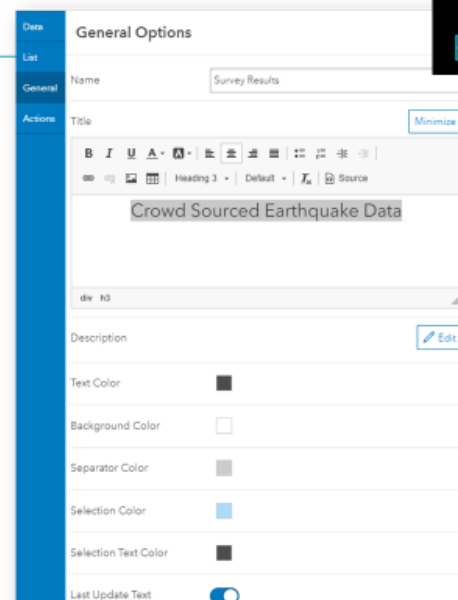 Data
List
General
Actions
General Options
Name Survey Results
Title Minimize
B I U A A
Heading 3 Default Tx Source
Crowd Sourced Earthquake Data
div h3
Description Edit
Text Color
Background Color
Separator Color
Selection Color
Selection Text Color
Last Update Text